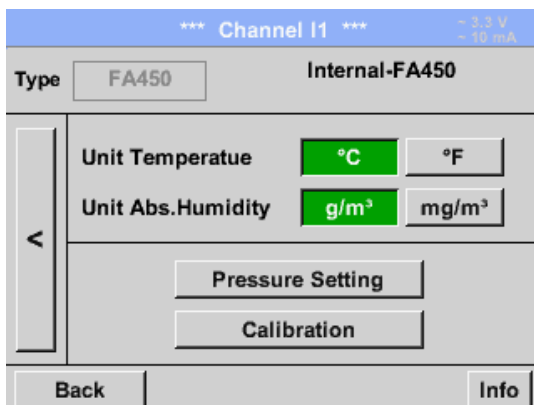 *** Channel I1 ***
~ 3.3 V
~ 10 mA
Type FA450 Internal-FA450
Unit Temperatue °C °F
Unit Abs.Humidity g/m³ mg/m³
<
Pressure Setting
Calibration
Back Info